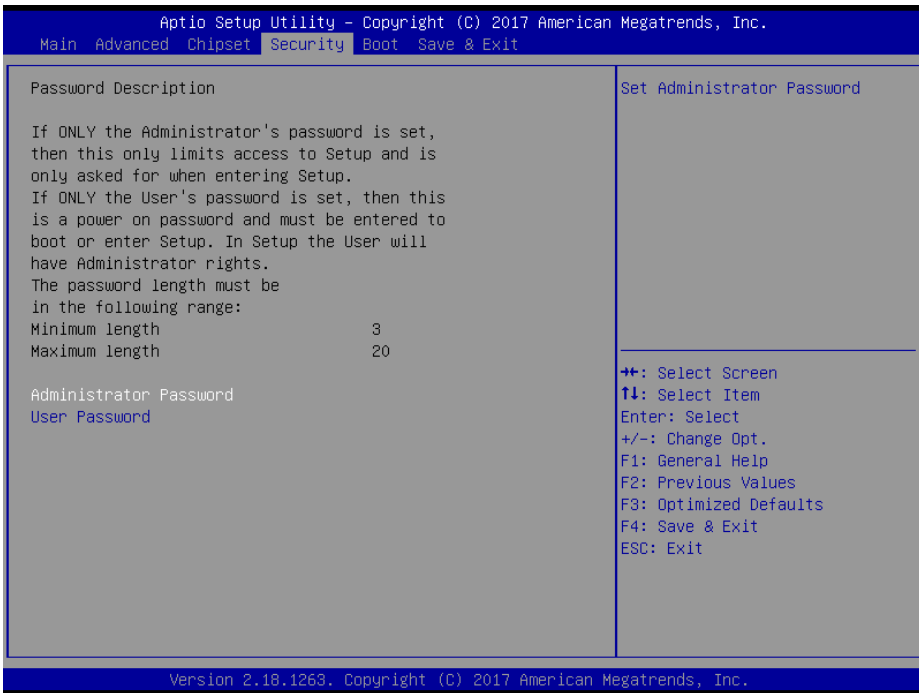 Aptio Setup Utility – Copyright (C) 2017 American Megatrends, Inc.
Main Advanced Chipset Security Boot Save & Exit
Password Description
If ONLY the Administrator's password is set,
then this only limits access to Setup and is
only asked for when entering Setup.
If ONLY the User's password is set, then this
is a power on password and must be entered to
boot or enter Setup. In Setup the User will
have Administrator rights.
The password length must be
in the following range:
Minimum length 3
Maximum length 20
Administrator Password
User Password
Set Administrator Password
→←: Select Screen
↑↓: Select Item
Enter: Select
+/-: Change Opt.
F1: General Help
F2: Previous Values
F3: Optimized Defaults
F4: Save & Exit
ESC: Exit
Version 2.18.1263. Copyright (C) 2017 American Megatrends, Inc.